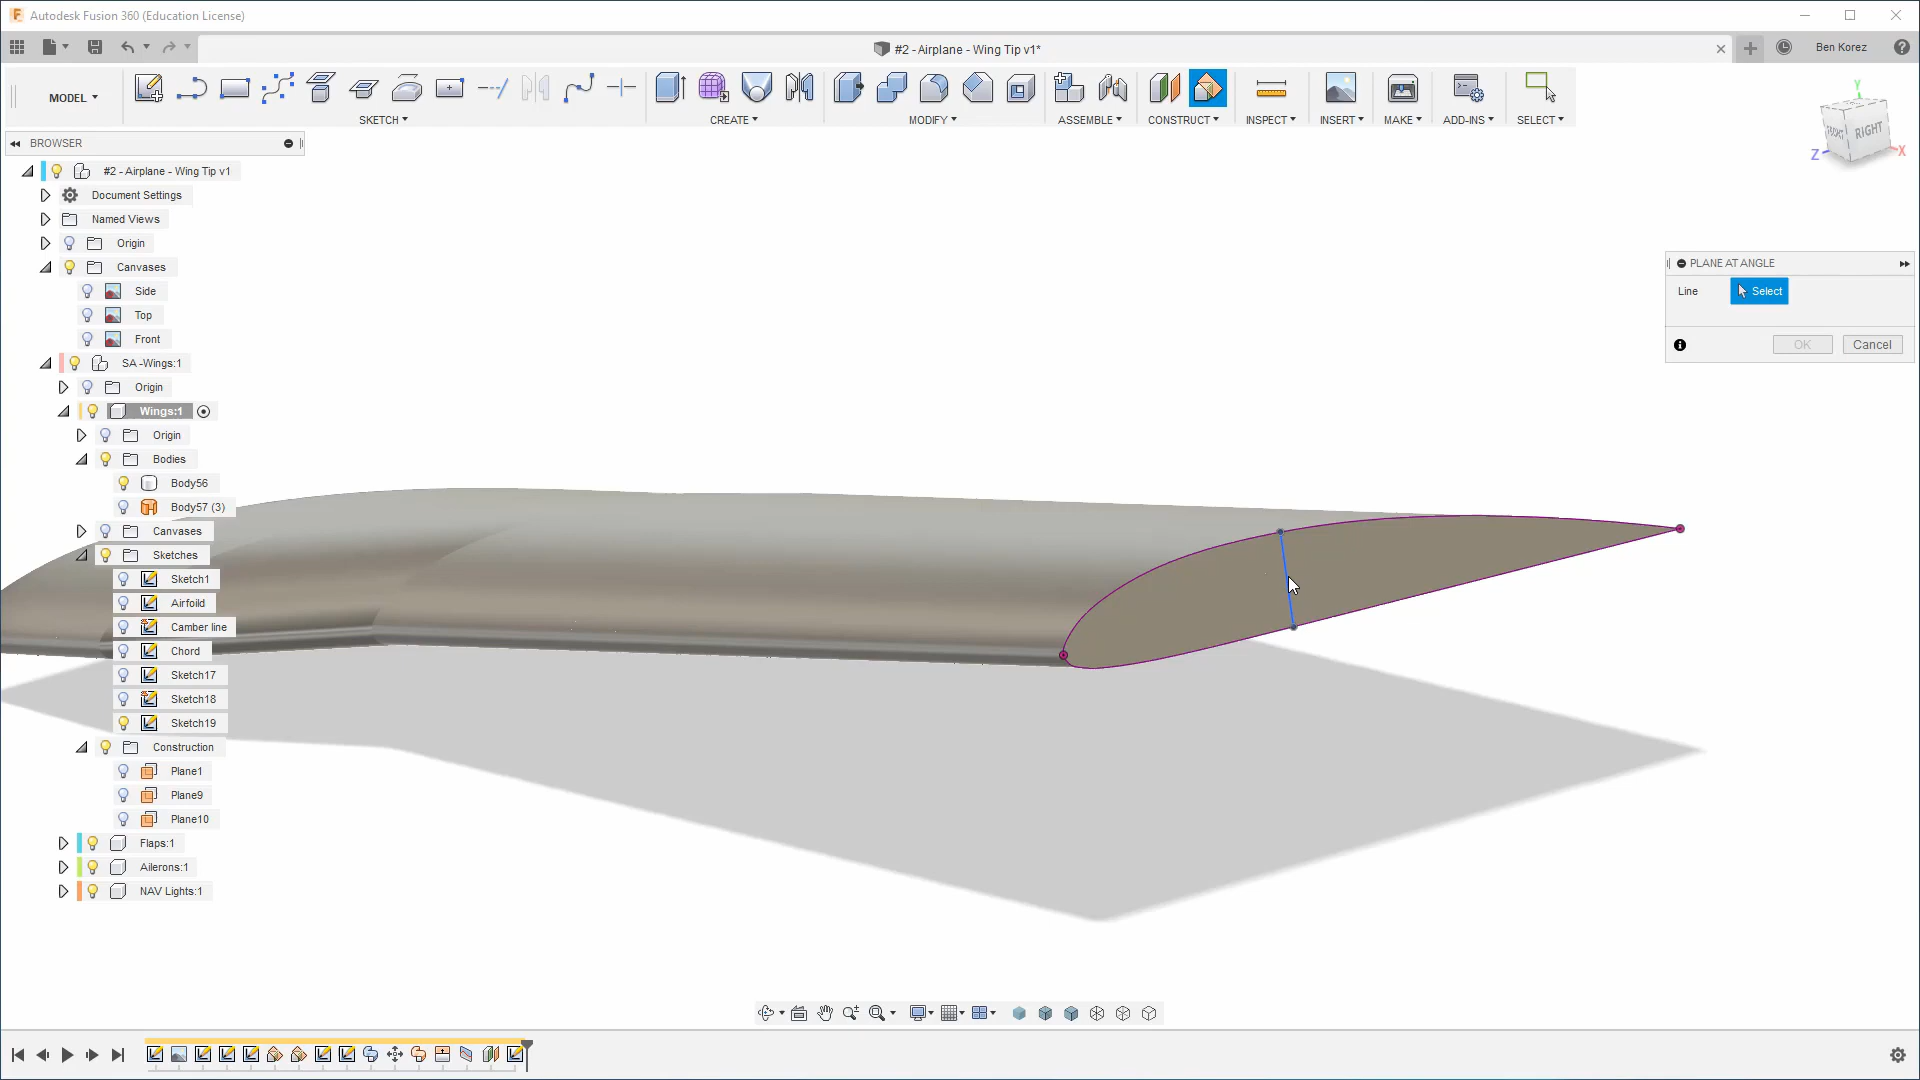 Autodesk Fusion 360 (Education License)
#2 - Airplane - Wing Tip v1*
Ben Korez
MODEL
SKETCH
CREATE
MODIFY
ASSEMBLE
CONSTRUCT
INSPECT
INSERT
MAKE
ADD-INS
SELECT
Y
FRONT
RIGHT
Z
X
BROWSER
#2 - Airplane - Wing Tip v1
Document Settings
Named Views
Origin
Canvases
Side
Top
Front
SA -Wings:1
Origin
Wings:1
Origin
Bodies
Body56
Body57 (3)
Canvases
Sketches
Sketch1
Airfoild
Camber line
Chord
Sketch17
Sketch18
Sketch19
Construction
Plane1
Plane9
Plane10
Flaps:1
Ailerons:1
NAV Lights:1
PLANE AT ANGLE
Line
Select
OK
Cancel